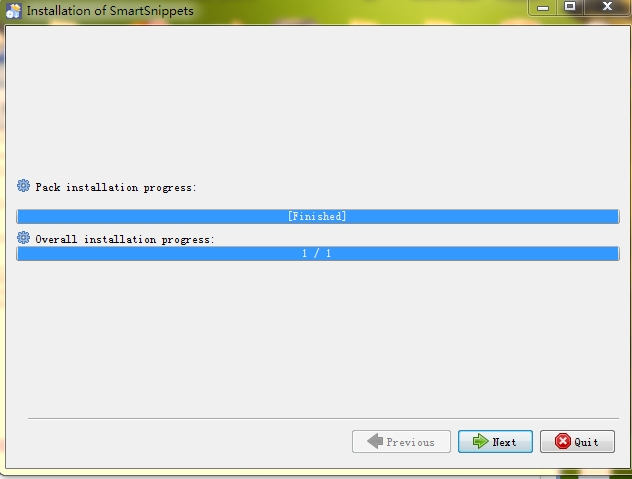 Installation of SmartSnippets
Pack installation progress:
[Finished]
Overall installation progress:
1 / 1
Previous
Next
Quit